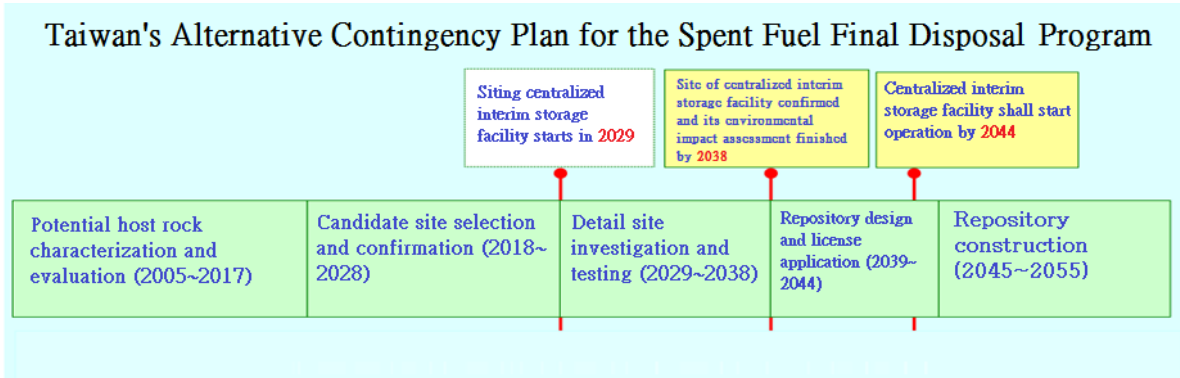 Taiwan's Alternative Contingency Plan for the Spent Fuel Final Disposal Program
Siting centralized
interim storage
facility starts in 2029
Site of centralized interim
storage facility confirmed
and its environmental
impact assessment finished
by 2038
Centralized interim
storage facility shall start
operation by 2044
Potential host rock
characterization and
evaluation (2005~2017)
Candidate site selection
and confirmation (2018~
2028)
Detail site
investigation and
testing (2029~2038)
Repository design
and license
application (2039~
2044)
Repository
construction
(2045~2055)